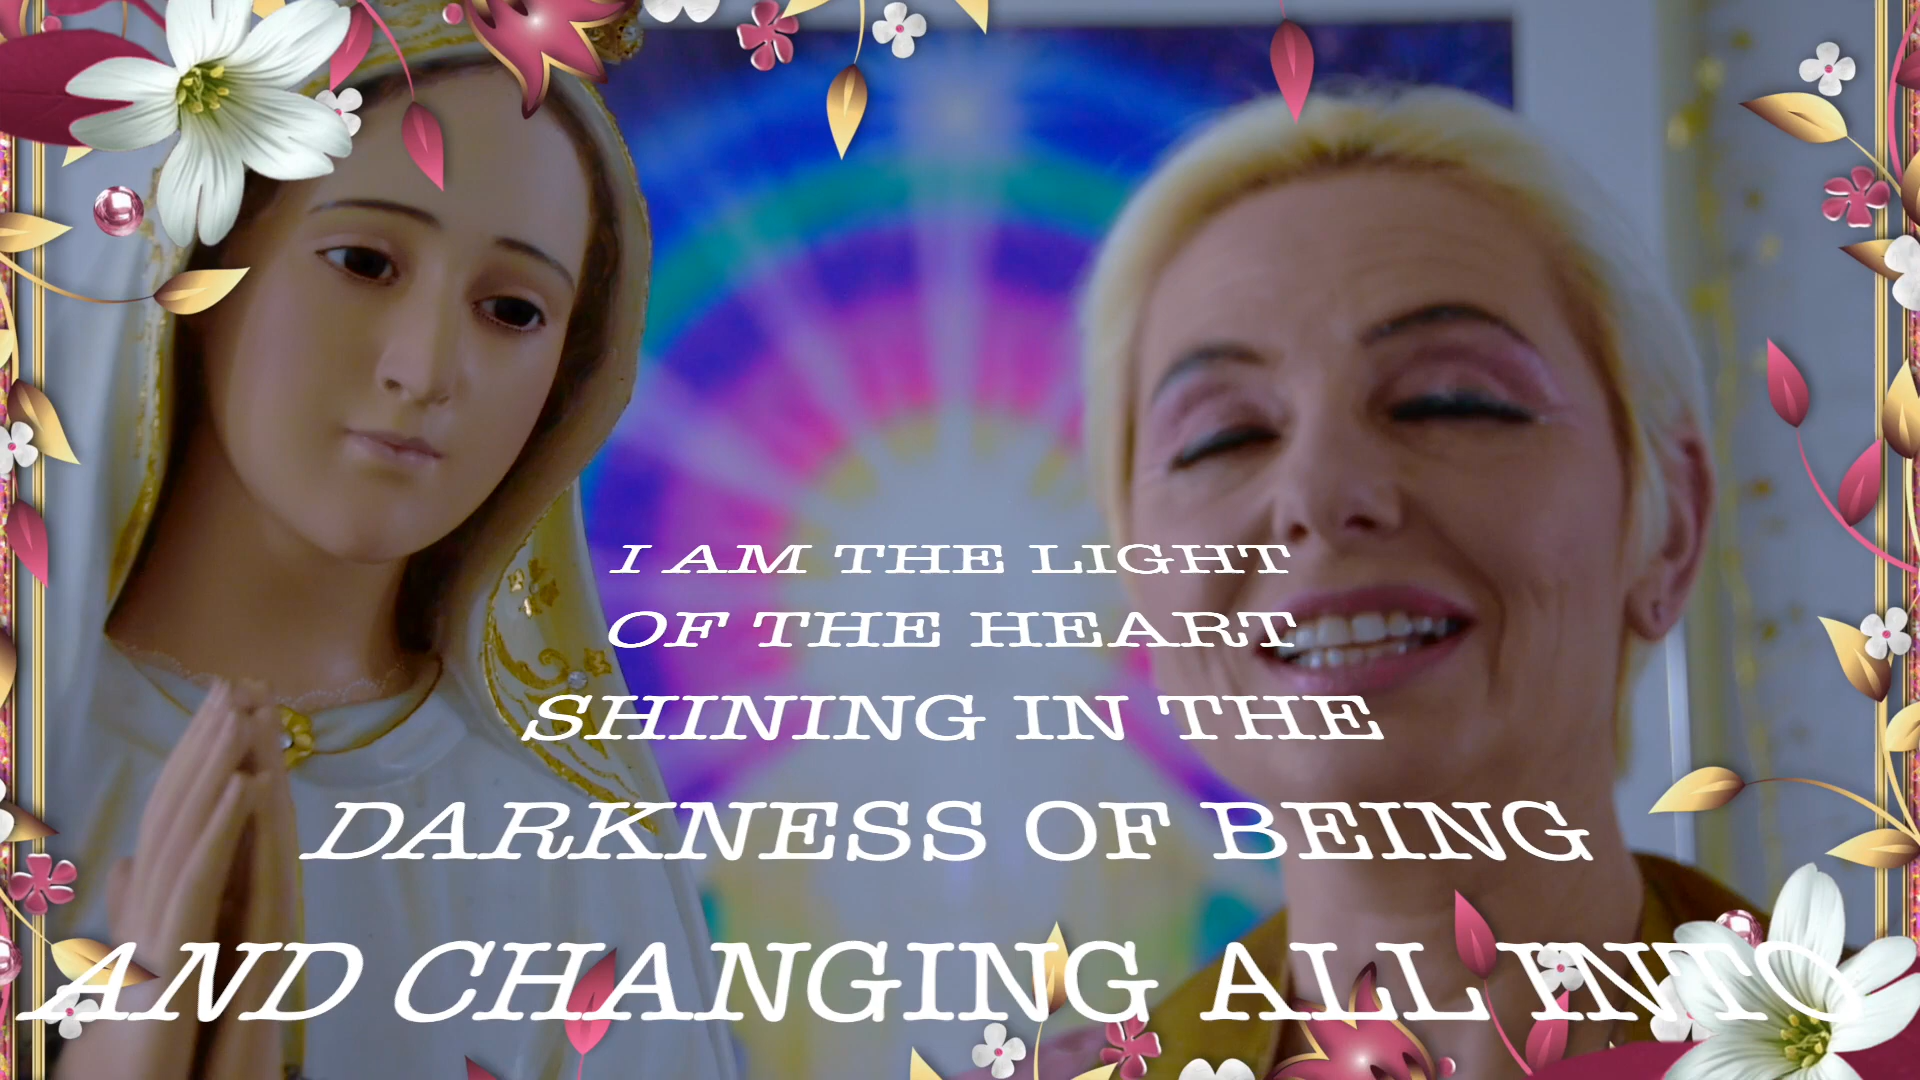 I AM THE LIGHT
OF THE HEART
SHINING IN THE
DARKNESS OF BEING
AND CHANGING ALL INTO